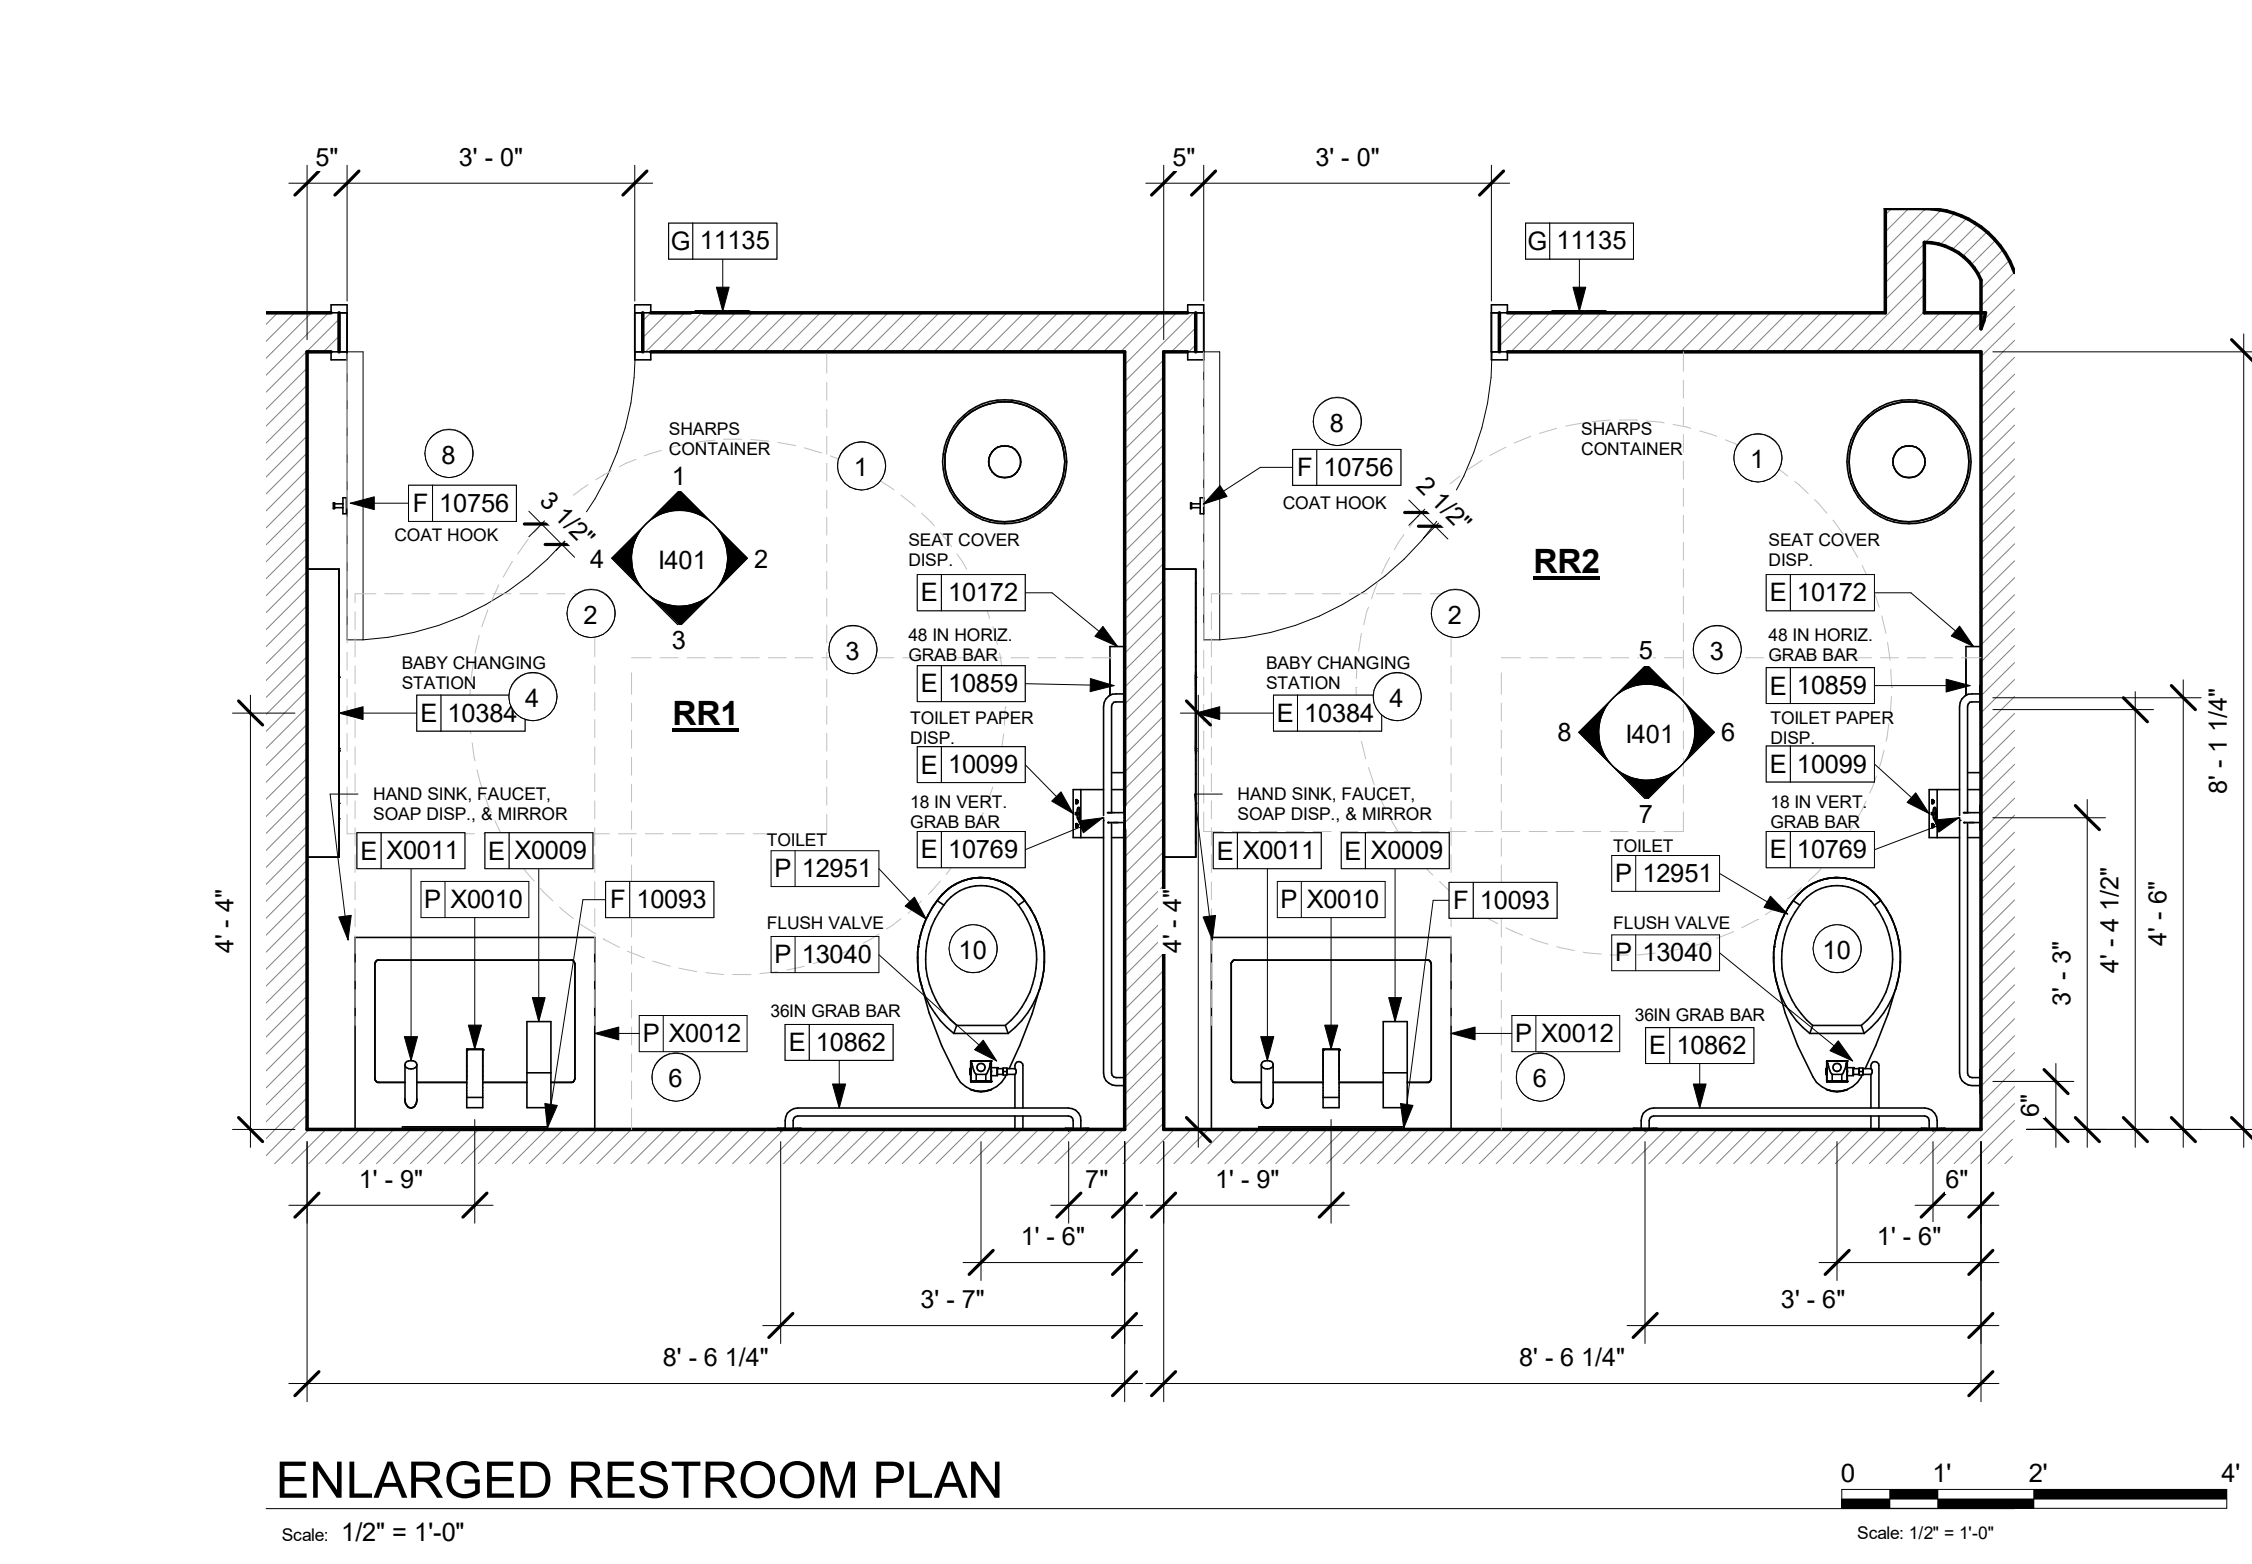 5" 3' - 0" 5" 3' - 0"
G 11135 G 11135
8
F 10756
COAT HOOK
3 1/2"
SHARPS
CONTAINER
1
1
4 I401 2
3
2
SEAT COVER
DISP.
E 10172
3
48 IN HORIZ.
GRAB BAR
E 10859
BABY CHANGING
STATION
4
E 10384
RR1
TOILET PAPER
DISP.
E 10099
HAND SINK, FAUCET,
SOAP DISP., & MIRROR
E X0011 E X0009
P X0010
F 10093
18 IN VERT.
GRAB BAR
E 10769
TOILET
P 12951
FLUSH VALVE
P 13040
10
36IN GRAB BAR
E 10862
P X0012
6
4' - 4"
8
F 10756
COAT HOOK
2 1/2"
SHARPS
CONTAINER
1
RR2
2
SEAT COVER
DISP.
E 10172
3
48 IN HORIZ.
GRAB BAR
E 10859
5
8 I401 6
7
BABY CHANGING
STATION
4
E 10384
TOILET PAPER
DISP.
E 10099
HAND SINK, FAUCET,
SOAP DISP., & MIRROR
E X0011 E X0009
P X0010
F 10093
18 IN VERT.
GRAB BAR
E 10769
TOILET
P 12951
FLUSH VALVE
P 13040
10
36IN GRAB BAR
E 10862
P X0012
6
4' - 4"
6"
3' - 3"
4' - 4 1/2"
4' - 6"
8' - 1 1/4"
1' - 9" 7" 1' - 9" 6"
1' - 6" 1' - 6"
3' - 7" 3' - 6"
8' - 6 1/4" 8' - 6 1/4"
ENLARGED RESTROOM PLAN
Scale: 1/2" = 1'-0"
0 1' 2' 4'
Scale: 1/2" = 1'-0"